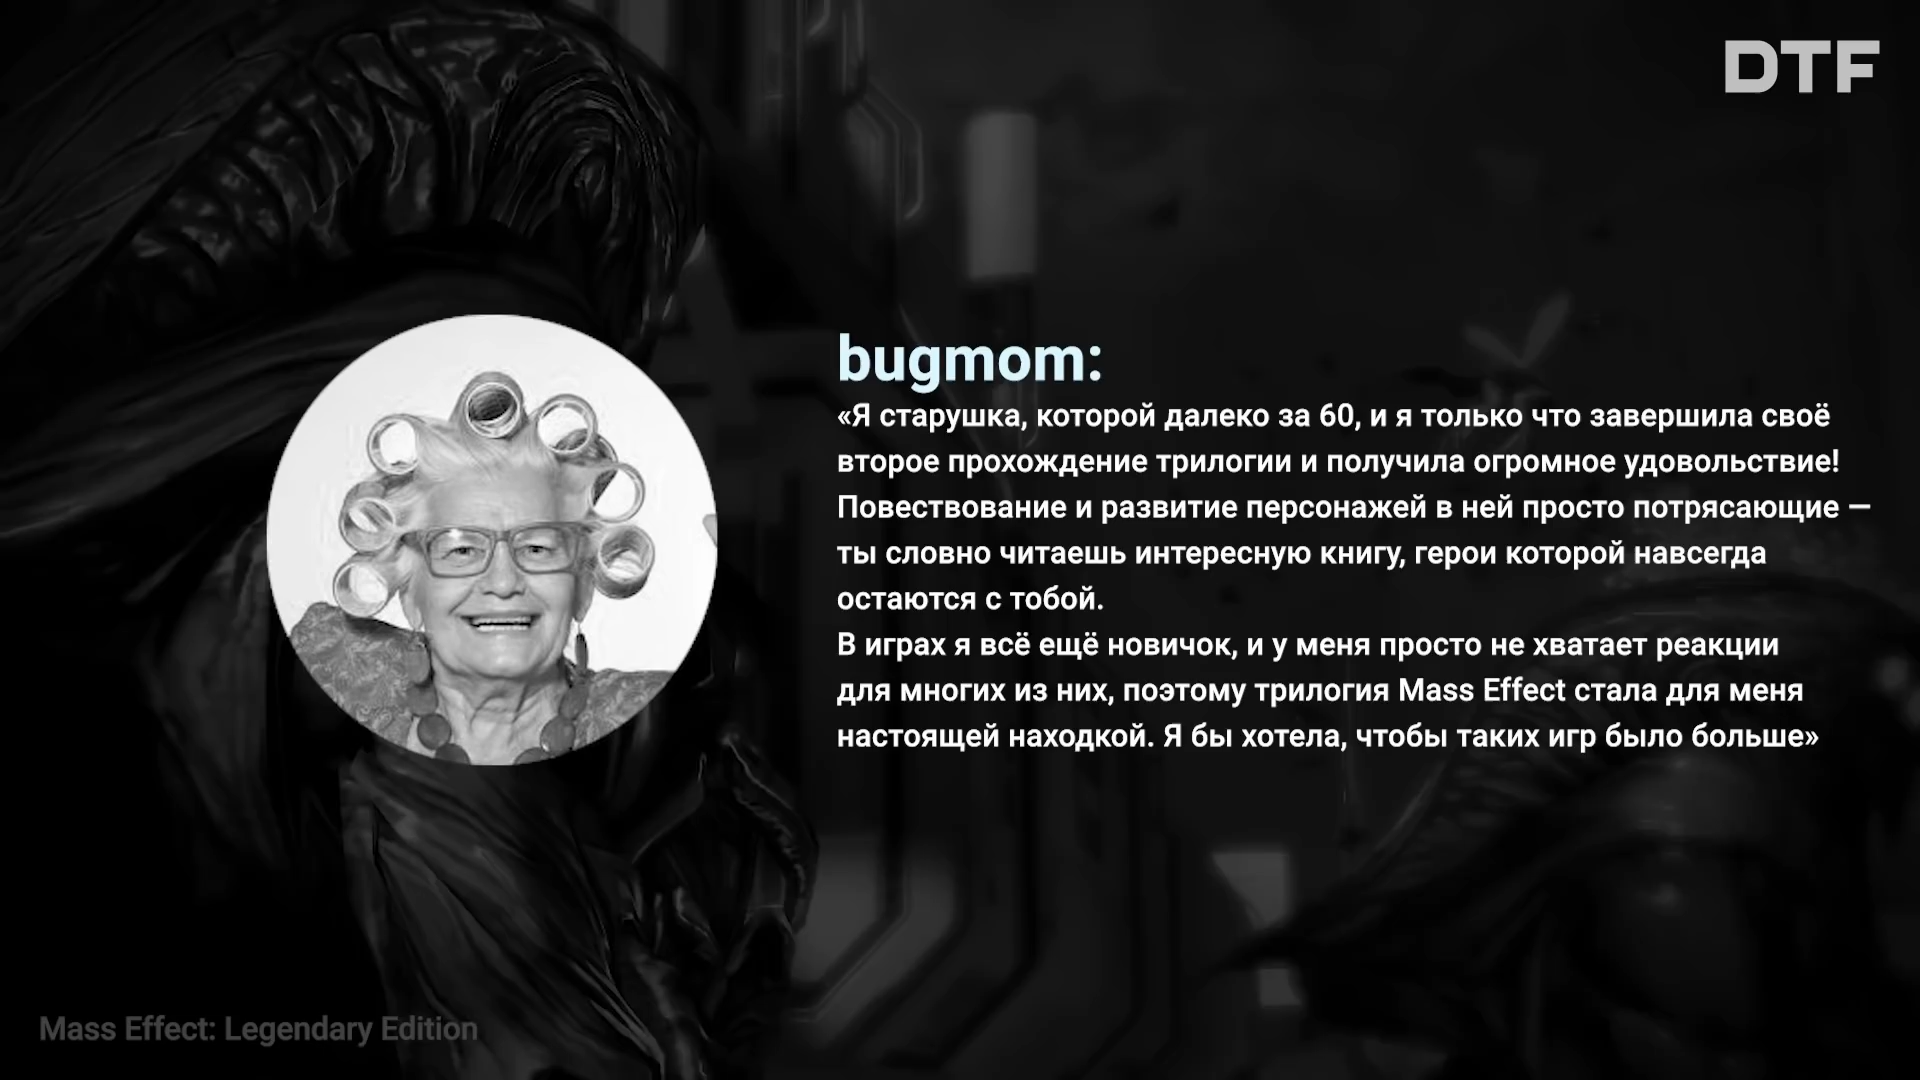 DTF
bugmom:
«Я старушка, которой далеко за 60, и я только что завершила своё
второе прохождение трилогии и получила огромное удовольствие!
Повествование и развитие персонажей в ней просто потрясающие —
ты словно читаешь интересную книгу, герои которой навсегда
остаются с тобой.
В играх я всё ещё новичок, и у меня просто не хватает реакции
для многих из них, поэтому трилогия Mass Effect стала для меня
настоящей находкой. Я бы хотела, чтобы таких игр было больше»
Mass Effect: Legendary Edition